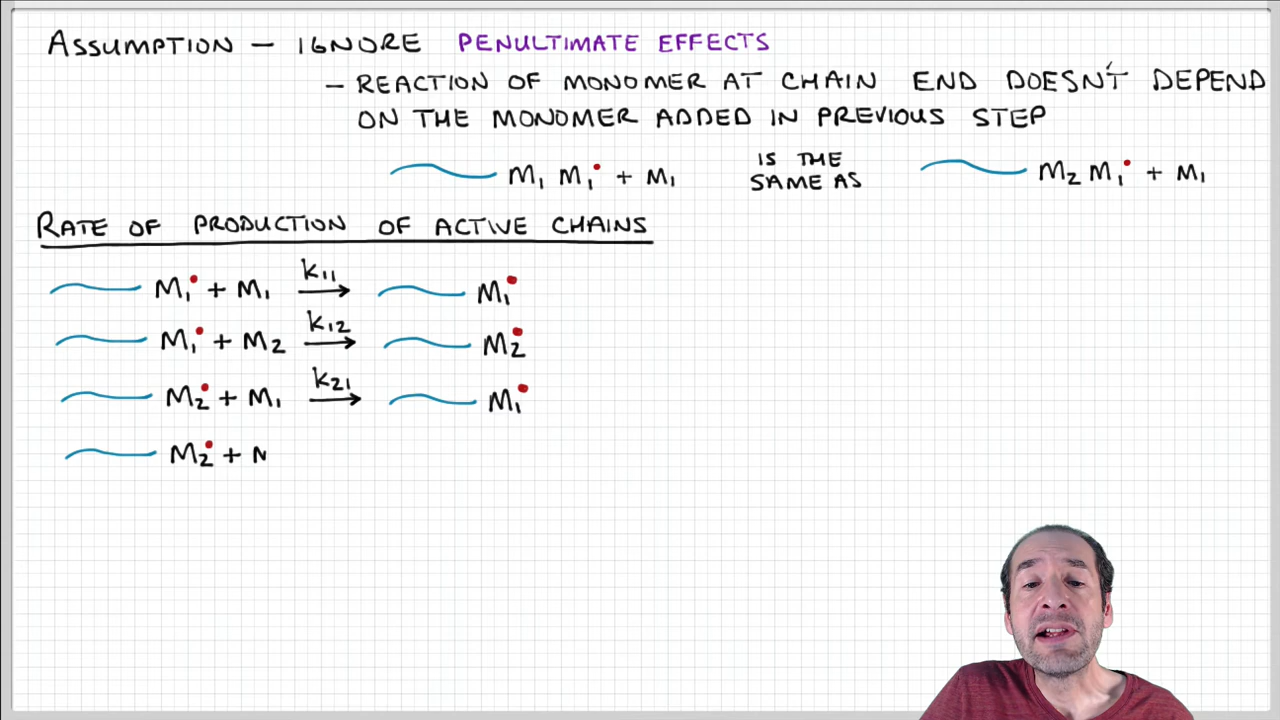 ASSUMPTION – IGNORE PENULTIMATE EFFECTS
– REACTION OF MONOMER AT CHAIN END DOESN'T DEPEND
ON THE MONOMER ADDED IN PREVIOUS STEP
M₁ M₁• + M₁ IS THE SAME AS M₂ M₁• + M₁
RATE OF PRODUCTION OF ACTIVE CHAINS
M₁• + M₁ k₁₁ → M₁•
M₁• + M₂ k₁₂ → M₂•
M₂• + M₁ k₂₁ → M₁•
M₂• + N